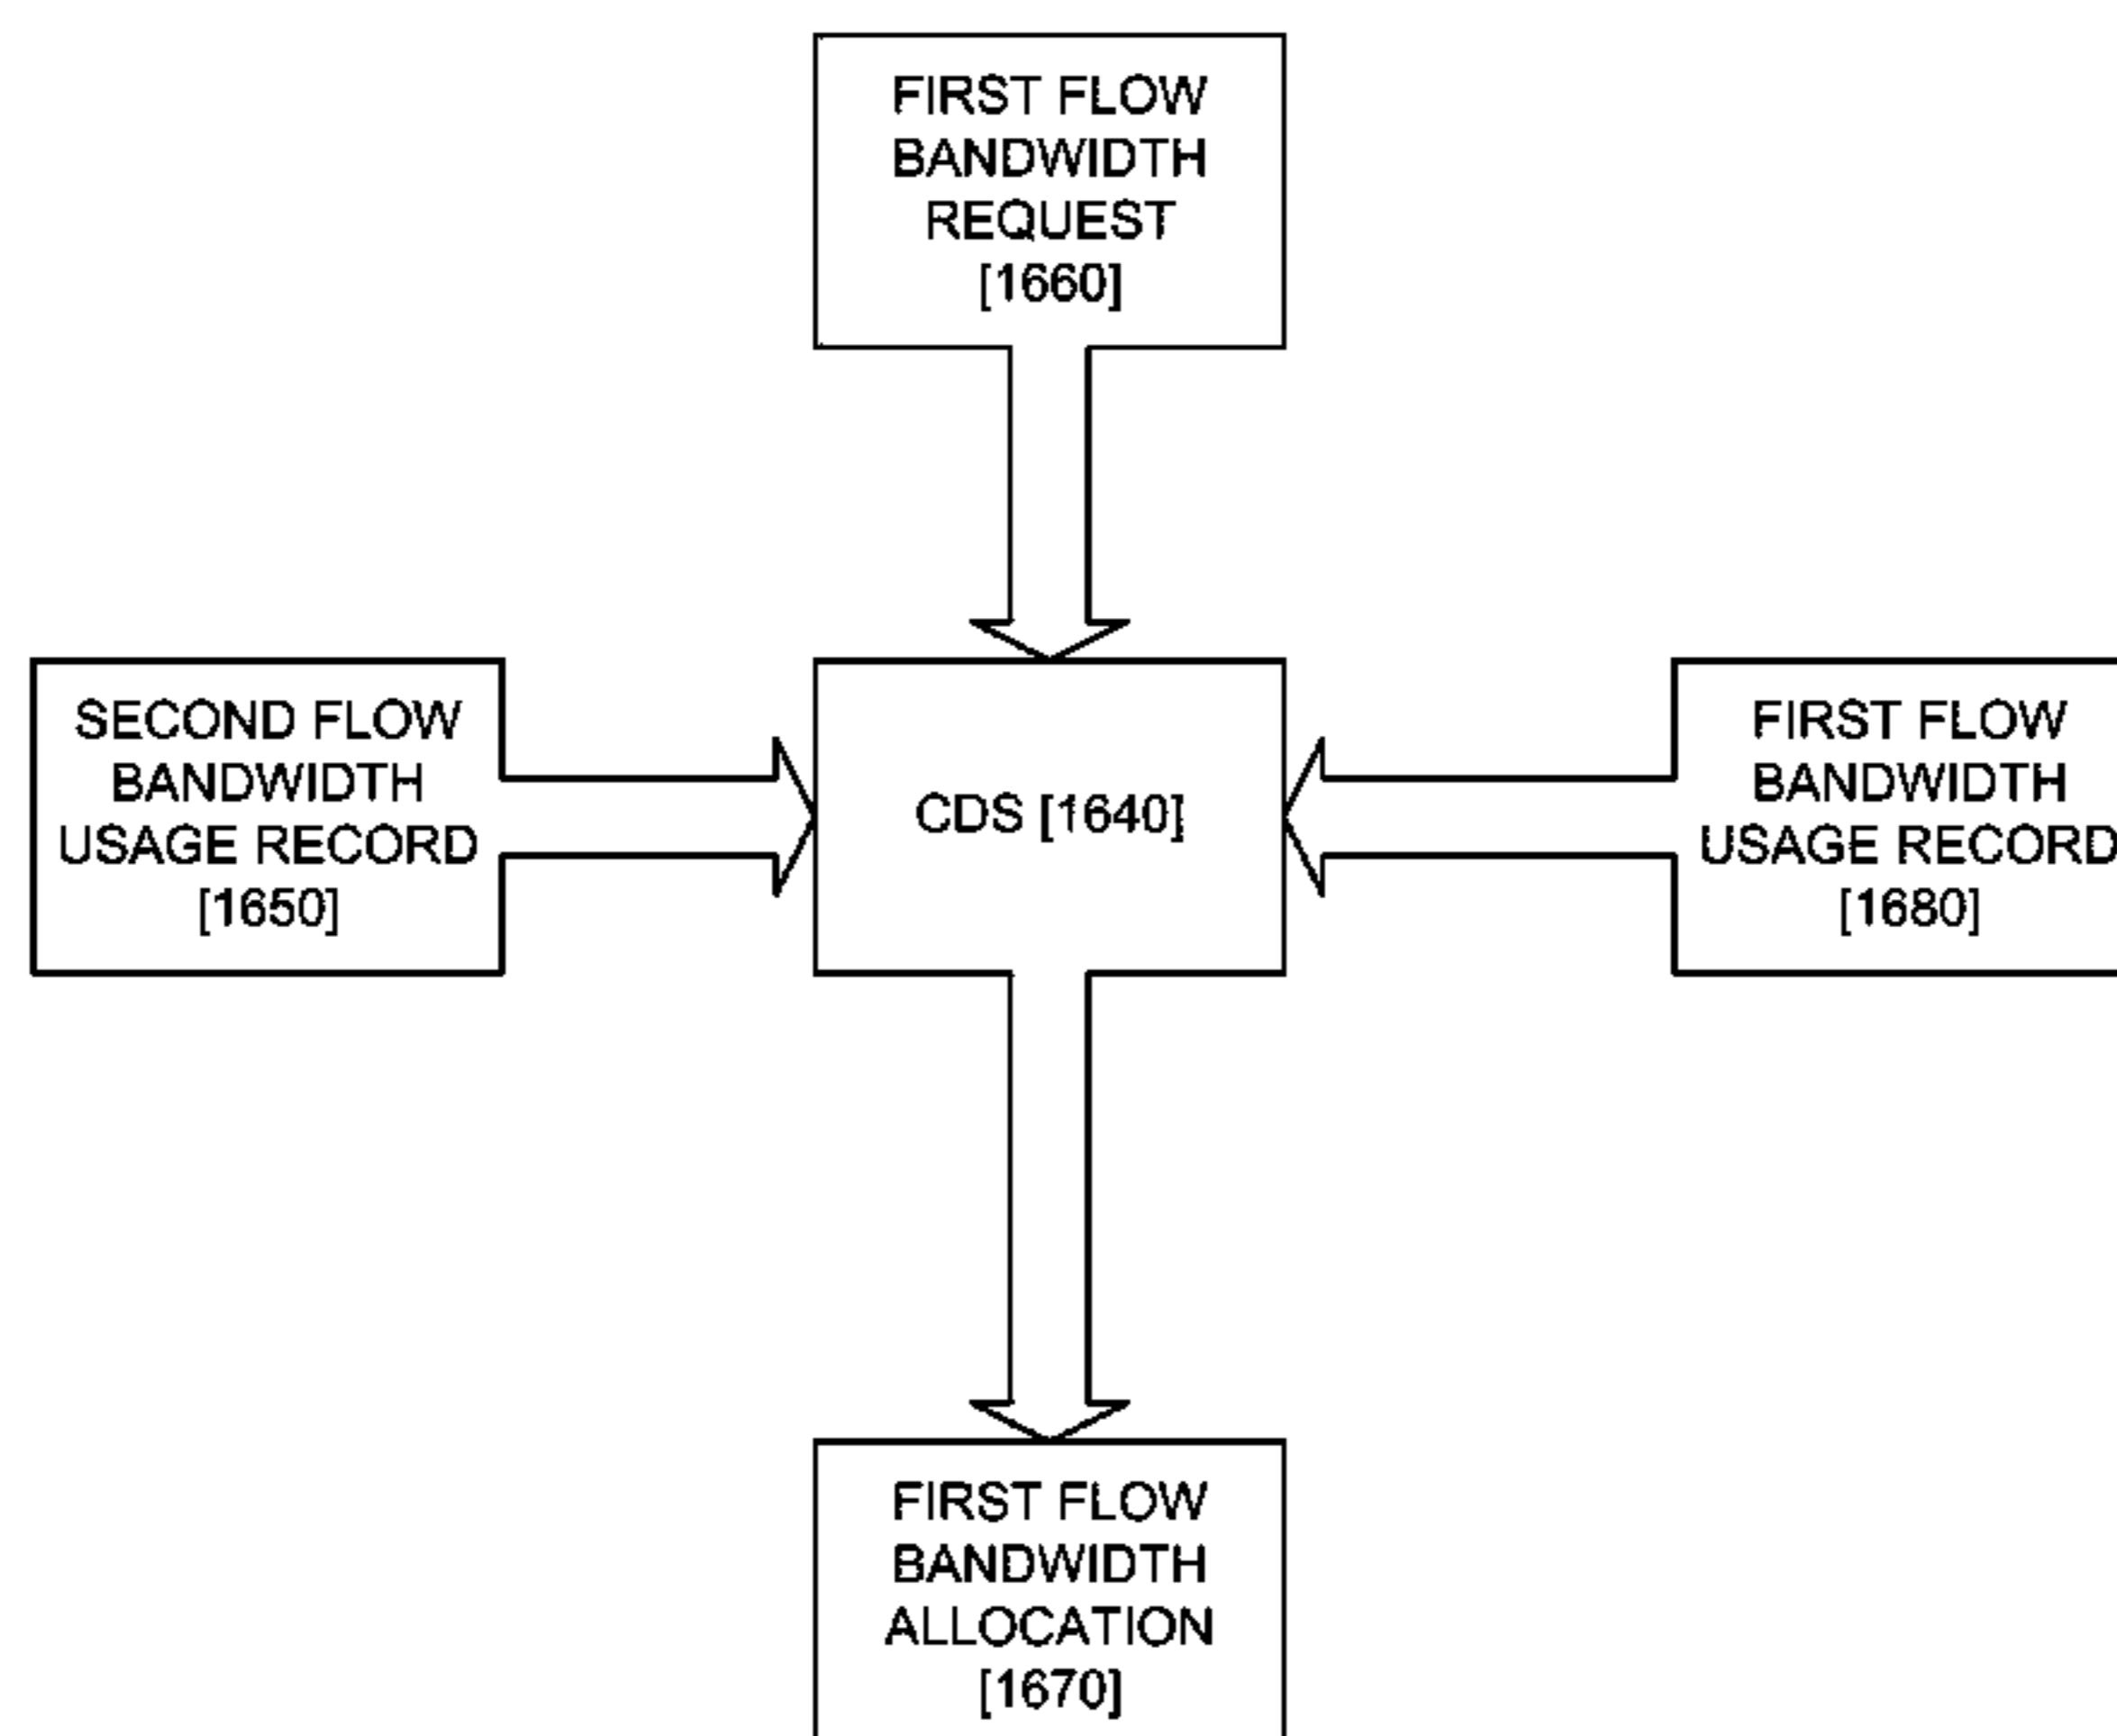 FIRST FLOW
BANDWIDTH
REQUEST
[1660]
SECOND FLOW
BANDWIDTH
USAGE RECORD
[1650]
CDS [1640]
FIRST FLOW
BANDWIDTH
USAGE RECORD
[1680]
FIRST FLOW
BANDWIDTH
ALLOCATION
[1670]